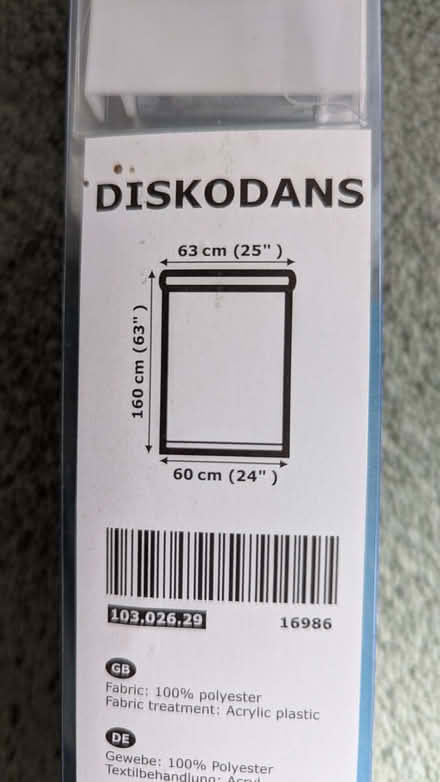 DISKODANS
63 cm (25")
160 cm (63")
60 cm (24")
103.026.29
16986
GB
Fabric: 100% polyester
Fabric treatment: Acrylic plastic
DE
Gewebe: 100% Polyester
Textilbehandlung: